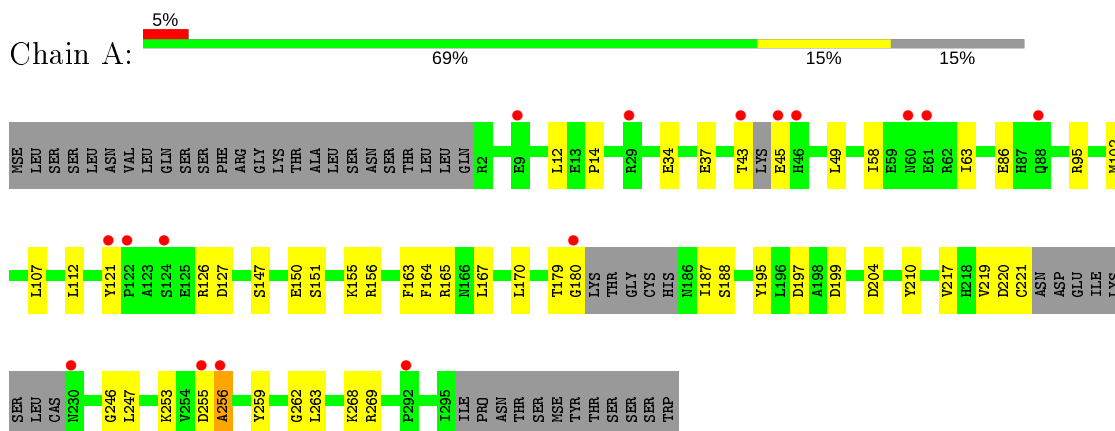 5%
Chain A:
69% 15% 15%
MSE LEU SER SER LEU ASN VAL LEU GLN SER SER PHE ARG GLY LYS THR ALA LEU SER ASN SER THR LEU LEU GLN R2 E9 L12 E13 P14 R29 E34 E37 T43 LYS E45 H46 L49 I58 E59 N60 E61 R62 I63 E86 H87 Q88 R95 M102
L107 L112 Y121 P122 A123 S124 E125 R126 D127 S147 E150 S151 K155 R156 F163 F164 R165 N166 L167 L170 T179 G180 LYS THR GLY CYS HIS N186 I187 S188 Y195 L196 D197 A198 D199 D204 Y210 V217 H218 V219 D220 C221 ASN ASP GLU ILE LYS
SER LEU CAS N230 G246 L247 K253 V254 D255 A256 Y259 G262 L263 K268 R269 P292 I295 ILE PRO ASN THR SER MSE TYR THR SER SER SER TRP